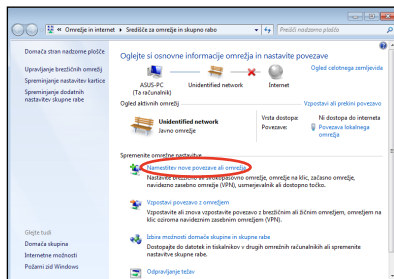 Omrežje in internet ▸ Središče za omrežje in skupno rabo
Prešči nadzorno ploščo
Domača stran nadzorne plošče
Upravljanje brezžičnih omrežij
Spreminjanje nastavitev kartice
Spreminjanje dodatnih
nastavitev skupne rabe
Oglejte si osnovne informacije omrežja in nastavite povezave
Ogled celotnega zemljevida
ASUS-PC
(Ta računalnik)
Unidentified network
Internet
Ogled aktivnih omrežij
Vzpostavi ali prekini povezavo
Unidentified network
Javno omrežje
Vrsta dostopa: Ni dostopa do interneta
Povezave: Povezava lokalnega
omrežja
Spremenite omrežne nastavitve
Namestitev nove povezave ali omrežja
Nastavite brezžično ali širokopasovno omrežje, omrežje na klic, začasno omrežje,
navidezno zasebno omrežje (VPN), usmerjevalnik ali dostopno točko.
Vzpostavi povezavo z omrežjem
Vzpostavite ali znova vzpostavite povezavo z brezžičnim ali žičnim omrežjem, omrežjem na
klic oziroma navideznim zasebnim omrežjem (VPN).
Izbira možnosti domače skupine in skupne rabe
Dostopajte do datotek in tiskalnikov v drugih omrežnih računalnikih ali spremenite
nastavitve skupne rabe.
Odpravljanje težav
Glejte tudi
Domača skupina
Internetne možnosti
Požarni zid Windows